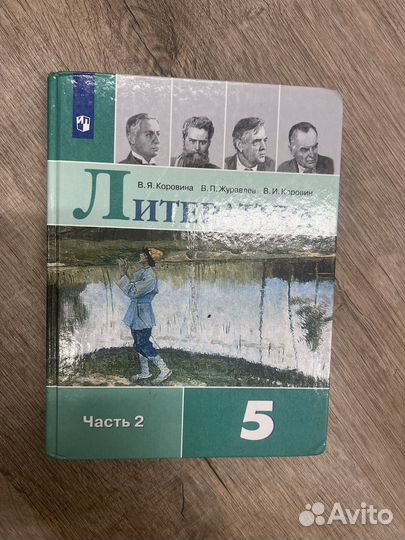 В. Я. Коровина В. П. Журавлев В. И. Коровин
ЛИТЕРАТУРА
Часть 2
5
Avito